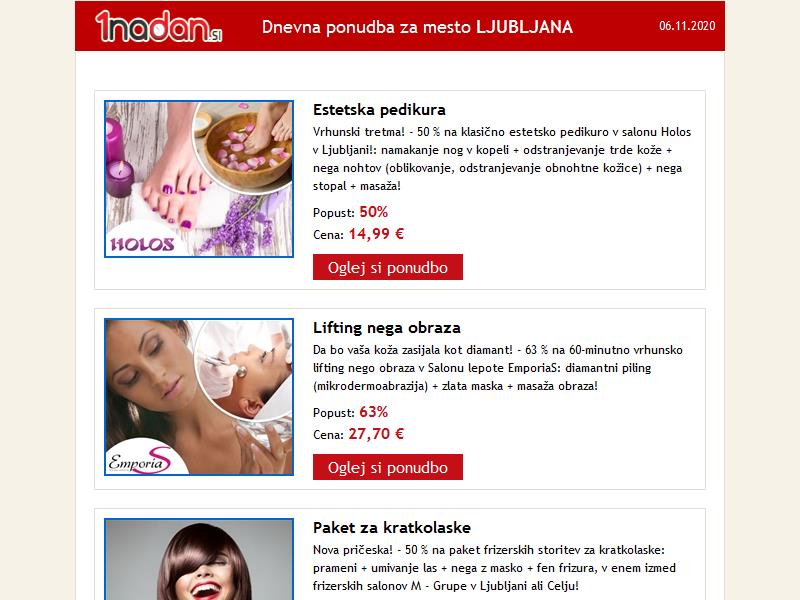 1nadan.si
Dnevna ponudba za mesto LJUBLJANA
06.11.2020
HOLOS
Estetska pedikura
Vrhunski tretma! - 50 % na klasično estetsko pedikuro v salonu Holos
v Ljubljani!: namakanje nog v kopeli + odstranjevanje trde kože +
nega nohtov (oblikovanje, odstranjevanje obnohtne kožice) + nega
stopal + masaža!
Popust: 50%
Cena: 14,99 €
Oglej si ponudbo
EmporiaS
Lifting nega obraza
Da bo vaša koža zasijala kot diamant! - 63 % na 60-minutno vrhunsko
lifting nego obraza v Salonu lepote EmporiaS: diamantni piling
(mikrodermoabrazija) + zlata maska + masaža obraza!
Popust: 63%
Cena: 27,70 €
Oglej si ponudbo
Paket za kratkolaske
Nova pričeska! - 50 % na paket frizerskih storitev za kratkolaske:
prameni + umivanje las + nega z masko + fen frizura, v enem izmed
frizerskih salonov M - Grupe v Ljubljani ali Celju!